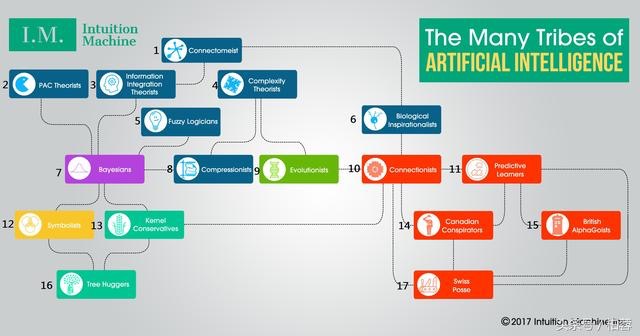 I.M.
Intuition
Machine
The Many Tribes of
ARTIFICIAL INTELLIGENCE
1
Connectomeist
2
PAC Theorists
3
Information
Integration
Theorists
4
Complexity
Theorists
5
Fuzzy Logicians
6
Biological
Inspirationalists
7
Bayesians
8
Compressionists
9
Evolutionists
10
Connectionists
11
Predictive
Learners
12
Symbolists
13
Kernel
Conservatives
14
Canadian
Conspirators
15
British
AlphaGoists
16
Tree Huggers
17
Swiss
Posse
©2017 Intuition Machine
头条号